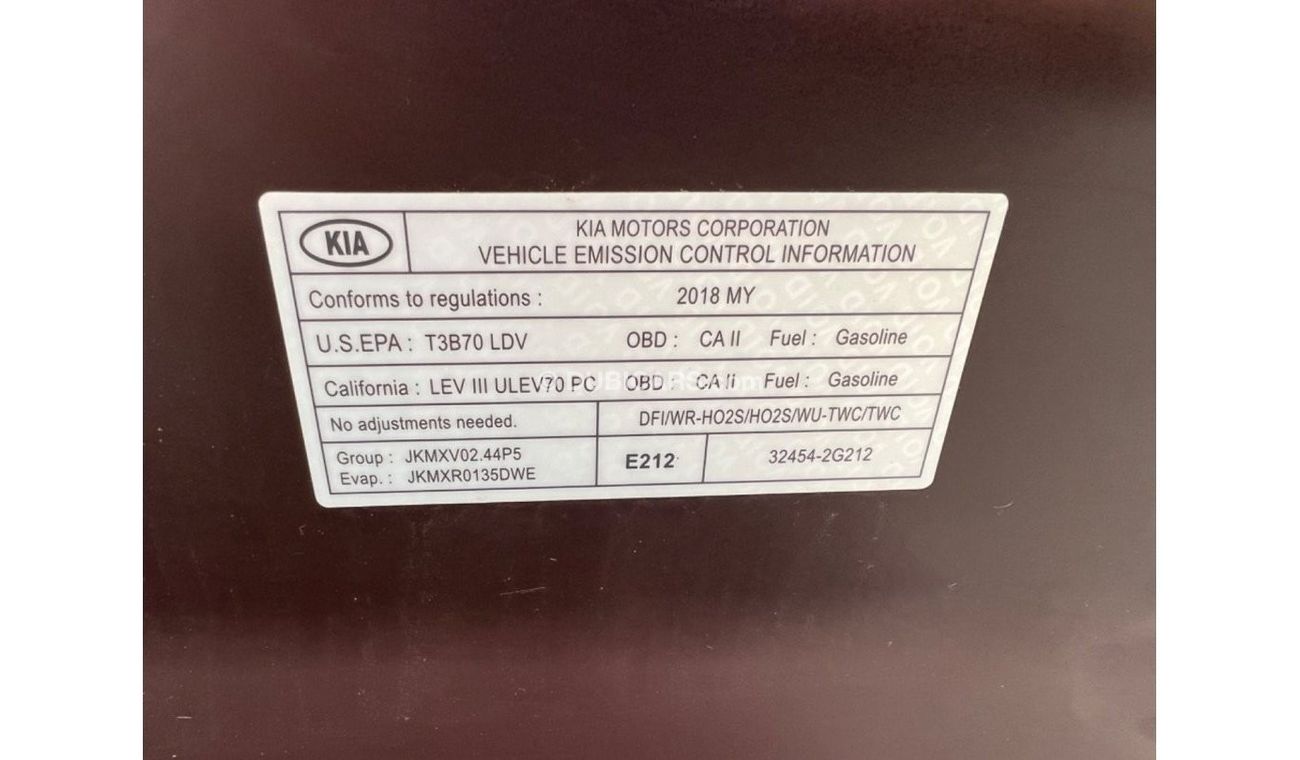 KIA
KIA MOTORS CORPORATION
VEHICLE EMISSION CONTROL INFORMATION
Conforms to regulations : 2018 MY
U.S.EPA : T3B70 LDV OBD : CA II Fuel : Gasoline
California : LEV III ULEV70 PC OBD : CA Ii Fuel : Gasoline
No adjustments needed. DFI/WR-HO2S/HO2S/WU-TWC/TWC
Group : JKMXV02.44P5
Evap. : JKMXR0135DWE
E212
32454-2G212